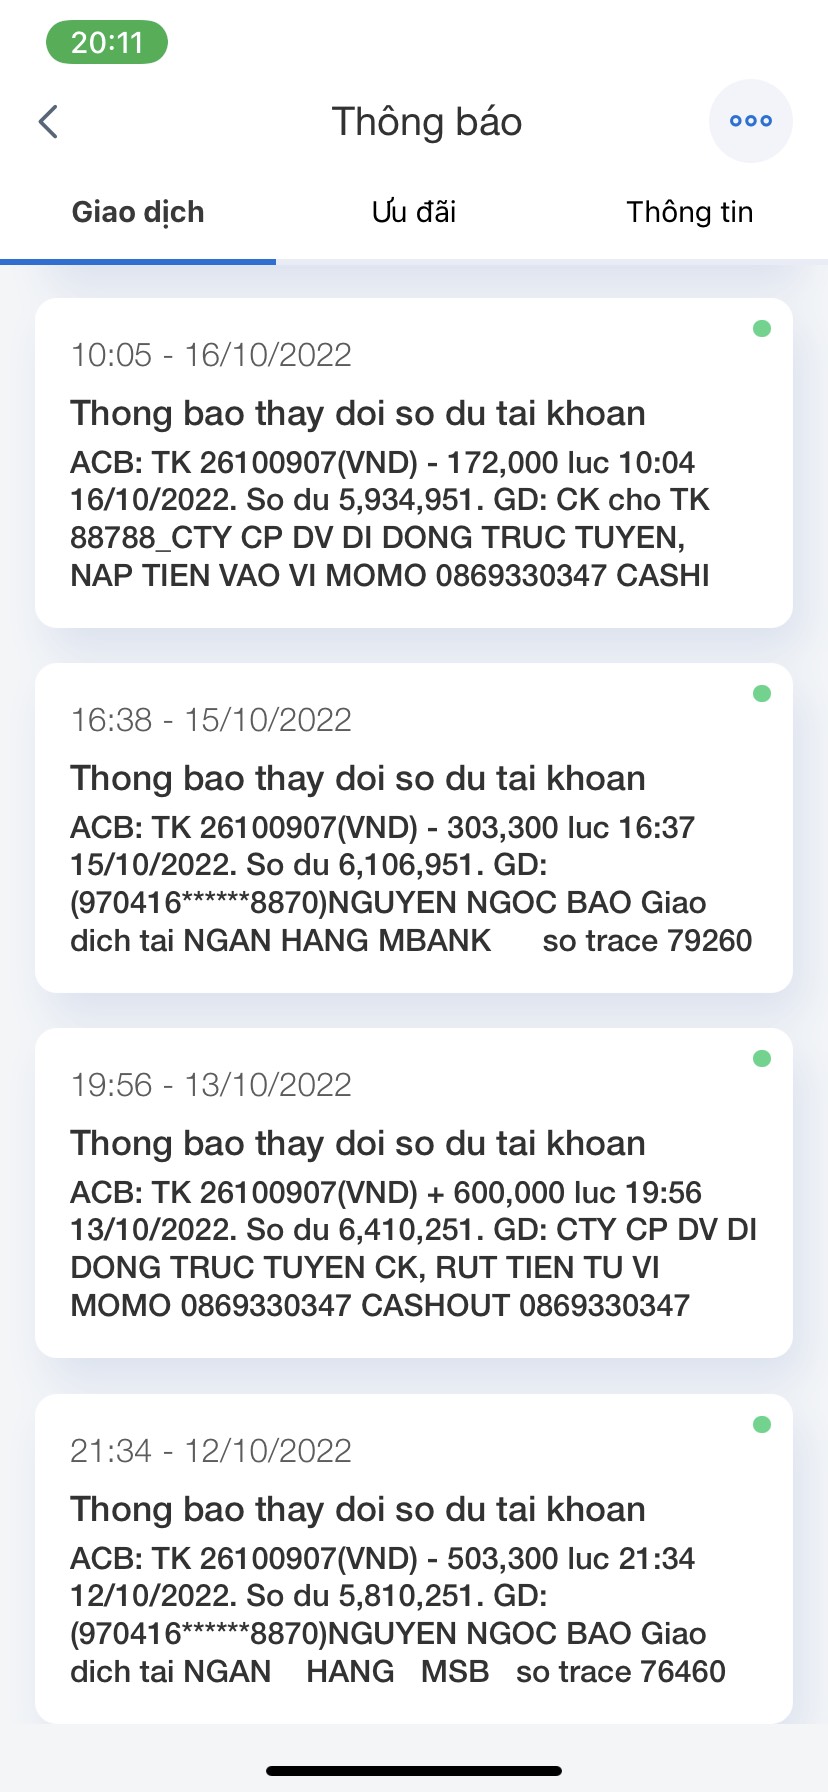 20:11
Thông báo
Giao dịch
Ưu đãi
Thông tin
10:05 - 16/10/2022
Thong bao thay doi so du tai khoan
ACB: TK 26100907(VND) - 172,000 luc 10:04
16/10/2022. So du 5,934,951. GD: CK cho TK
88788_CTY CP DV DI DONG TRUC TUYEN,
NAP TIEN VAO VI MOMO 0869330347 CASHI
16:38 - 15/10/2022
Thong bao thay doi so du tai khoan
ACB: TK 26100907(VND) - 303,300 luc 16:37
15/10/2022. So du 6,106,951. GD:
(970416******8870)NGUYEN NGOC BAO Giao
dich tai NGAN HANG MBANK so trace 79260
19:56 - 13/10/2022
Thong bao thay doi so du tai khoan
ACB: TK 26100907(VND) + 600,000 luc 19:56
13/10/2022. So du 6,410,251. GD: CTY CP DV DI
DONG TRUC TUYEN CK, RUT TIEN TU VI
MOMO 0869330347 CASHOUT 0869330347
21:34 - 12/10/2022
Thong bao thay doi so du tai khoan
ACB: TK 26100907(VND) - 503,300 luc 21:34
12/10/2022. So du 5,810,251. GD:
(970416******8870)NGUYEN NGOC BAO Giao
dich tai NGAN HANG MSB so trace 76460